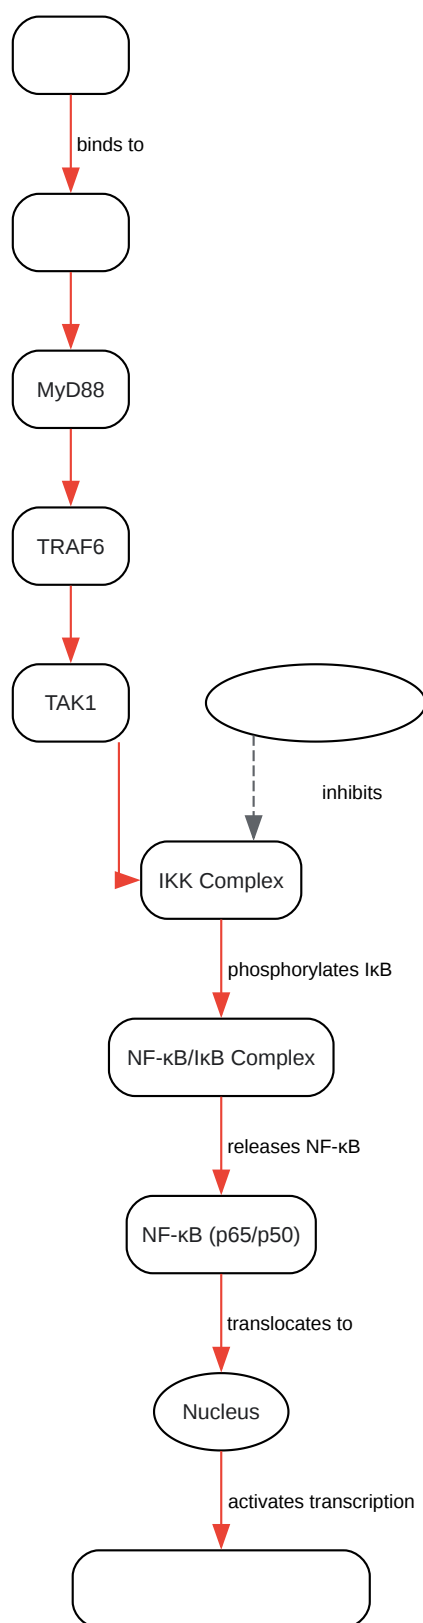 binds to
MyD88
TRAF6
TAK1
inhibits
IKK Complex
phosphorylates IκB
NF-κB/IκB Complex
releases NF-κB
NF-κB (p65/p50)
translocates to
Nucleus
activates transcription